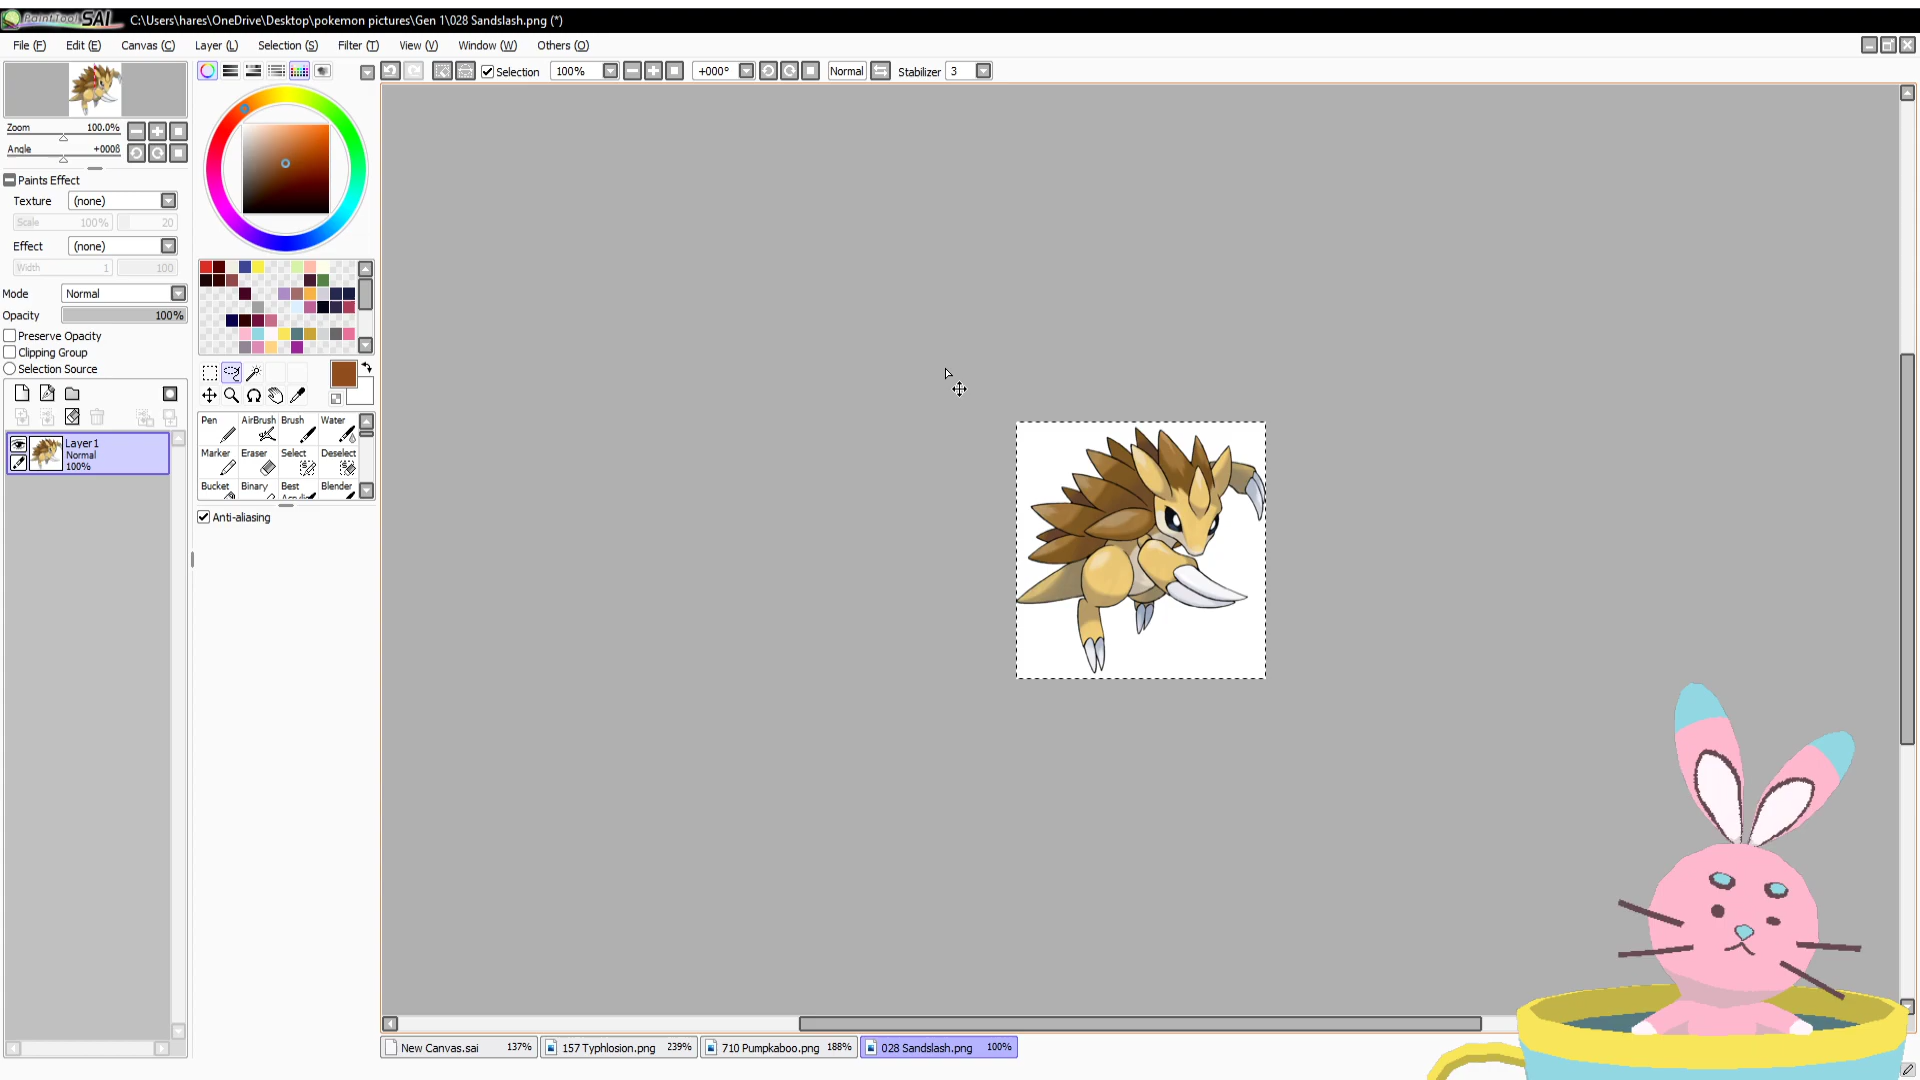 PaintTool SAI C:\Users\hares\OneDrive\Desktop\pokemon pictures\Gen 1\028 Sandslash.png (*)
File (F) Edit (E) Canvas (C) Layer (L) Selection (S) Filter (T) View (V) Window (W) Others (O)
Selection 100% +000° Normal Stabilizer 3
Zoom 100.0%
Angle +000ß
Paints Effect
Texture (none)
Scale 100% 20
Effect (none)
Width 1 100
Mode Normal
Opacity 100%
Preserve Opacity
Clipping Group
Selection Source
Layer1
Normal
100%
Pen AirBrush Brush Water
Marker Eraser Select Deselect
Bucket Binary Best Blender
Acrylic
Anti-aliasing
New Canvas.sai 137% 157 Typhlosion.png 239% 710 Pumpkaboo.png 188% 028 Sandslash.png 100%